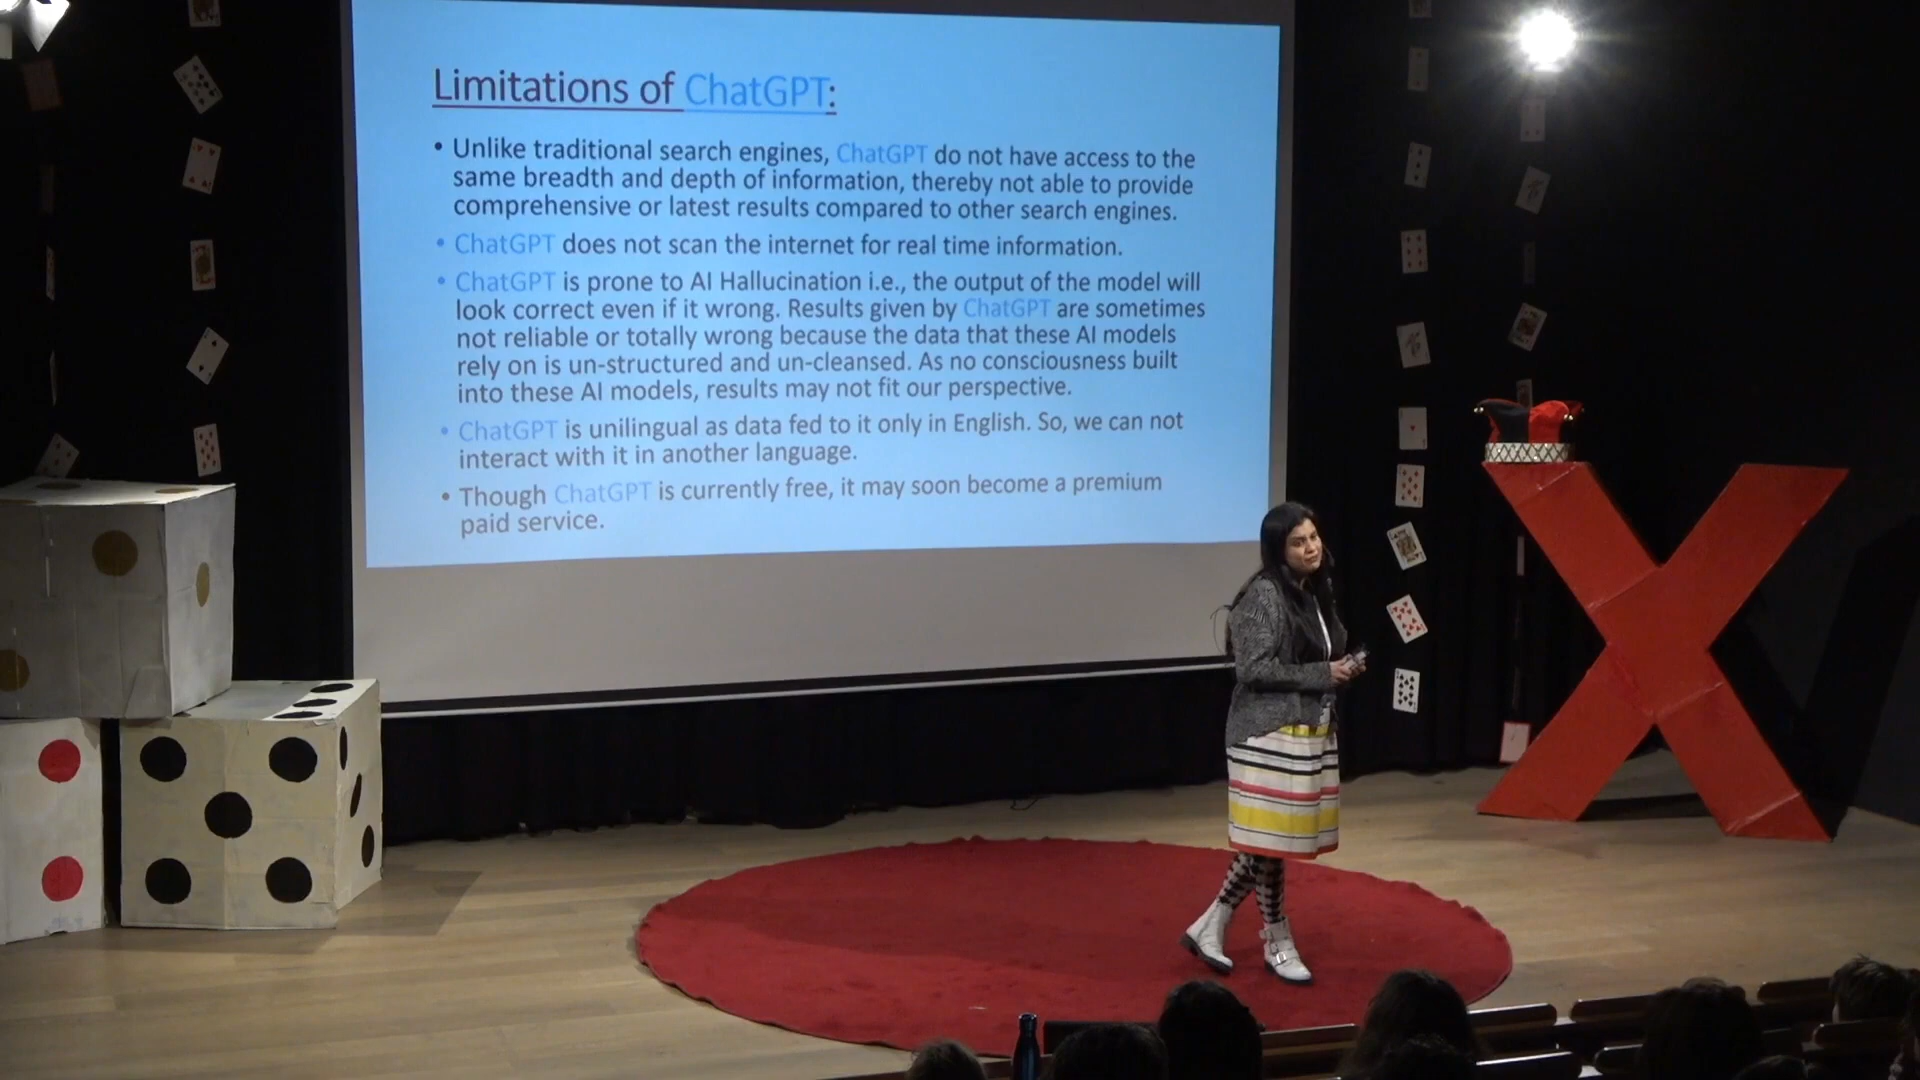 Limitations of ChatGPT:
• Unlike traditional search engines, ChatGPT do not have access to the
same breadth and depth of information, thereby not able to provide
comprehensive or latest results compared to other search engines.
• ChatGPT does not scan the internet for real time information.
• ChatGPT is prone to AI Hallucination i.e., the output of the model will
look correct even if it wrong. Results given by ChatGPT are sometimes
not reliable or totally wrong because the data that these AI models
rely on is un-structured and un-cleansed. As no consciousness built
into these AI models, results may not fit our perspective.
• ChatGPT is unilingual as data fed to it only in English. So, we can not
interact with it in another language.
• Though ChatGPT is currently free, it may soon become a premium
paid service.
X